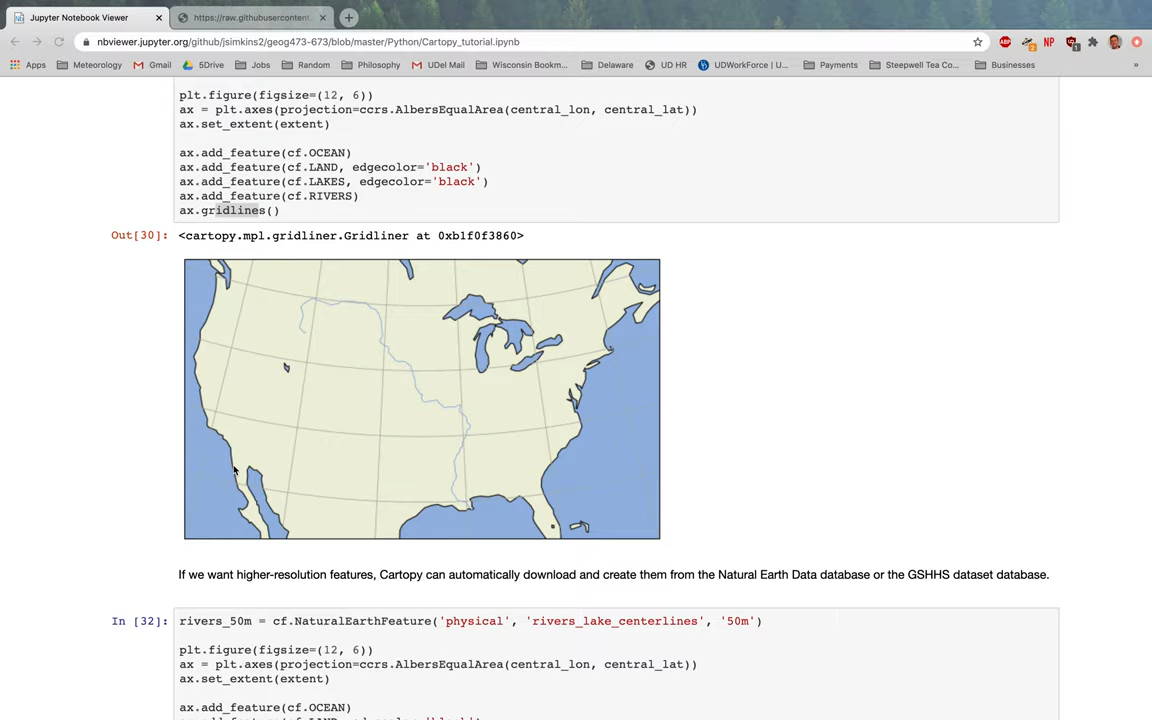 Jupyter Notebook Viewer
https://raw.githubusercontent.
nbviewer.jupyter.org/github/jsimkins2/geog473-673/blob/master/Python/Cartopy_tutorial.ipynb
Apps Meteorology Gmail 5Drive Jobs Random Philosophy UDel Mail Wisconsin Bookm... Delaware UD HR UDWorkForce | U... Payments Steepwell Tea Co... Businesses »
plt.figure(figsize=(12, 6))
ax = plt.axes(projection=ccrs.AlbersEqualArea(central_lon, central_lat))
ax.set_extent(extent)
ax.add_feature(cf.OCEAN)
ax.add_feature(cf.LAND, edgecolor='black')
ax.add_feature(cf.LAKES, edgecolor='black')
ax.add_feature(cf.RIVERS)
ax.gridlines()
Out[30]: <cartopy.mpl.gridliner.Gridliner at 0xb1f0f3860>
If we want higher-resolution features, Cartopy can automatically download and create them from the Natural Earth Data database or the GSHHS dataset database.
In [32]: rivers_50m = cf.NaturalEarthFeature('physical', 'rivers_lake_centerlines', '50m')
plt.figure(figsize=(12, 6))
ax = plt.axes(projection=ccrs.AlbersEqualArea(central_lon, central_lat))
ax.set_extent(extent)
ax.add_feature(cf.OCEAN)